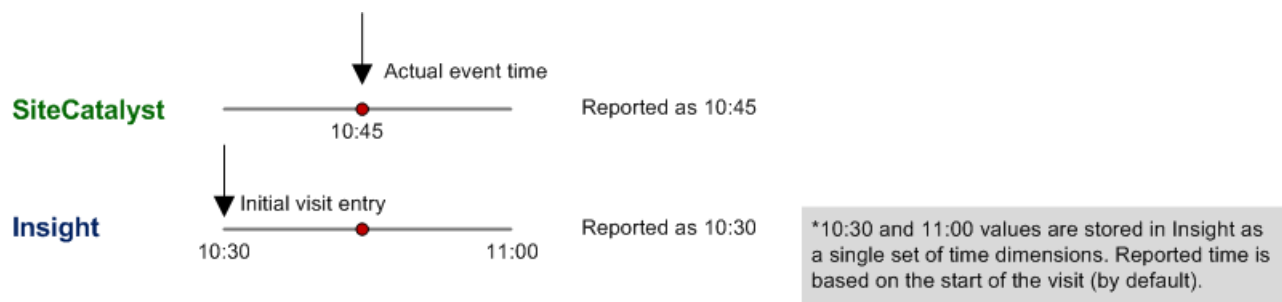 Actual event time
SiteCatalyst
10:45
Reported as 10:45
Initial visit entry
Insight
10:30
11:00
Reported as 10:30
*10:30 and 11:00 values are stored in Insight as
a single set of time dimensions. Reported time is
based on the start of the visit (by default).